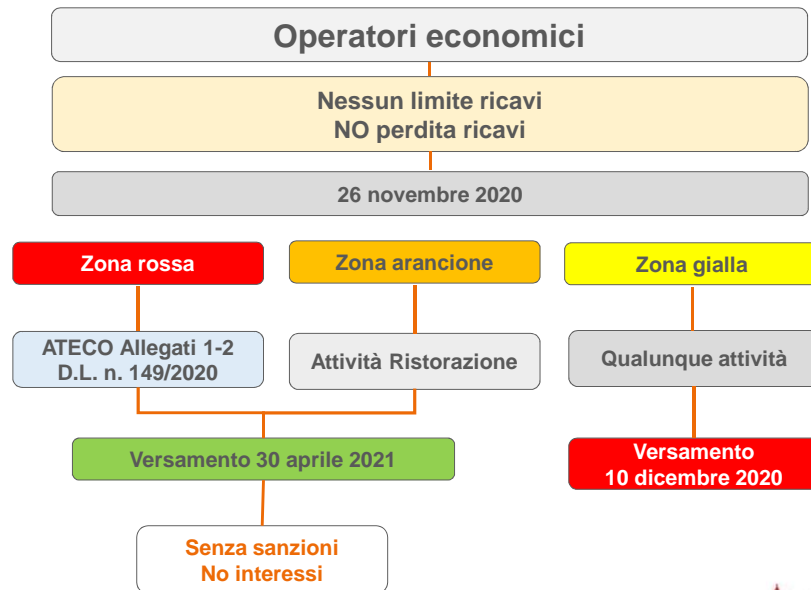 Operatori economici
Nessun limite ricavi
NO perdita ricavi
26 novembre 2020
Zona rossa
Zona arancione
Zona gialla
ATECO Allegati 1-2
D.L. n. 149/2020
Attività Ristorazione
Qualunque attività
Versamento 30 aprile 2021
Versamento
10 dicembre 2020
Senza sanzioni
No interessi